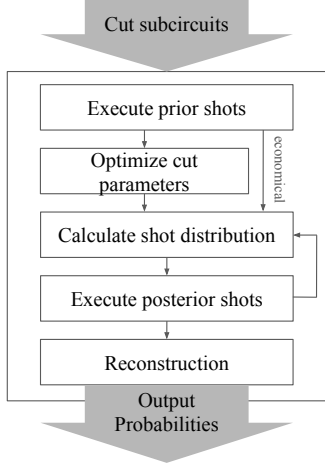 Cut subcircuits
Execute prior shots
economical
Optimize cut
parameters
Calculate shot distribution
Execute posterior shots
Reconstruction
Output
Probabilities